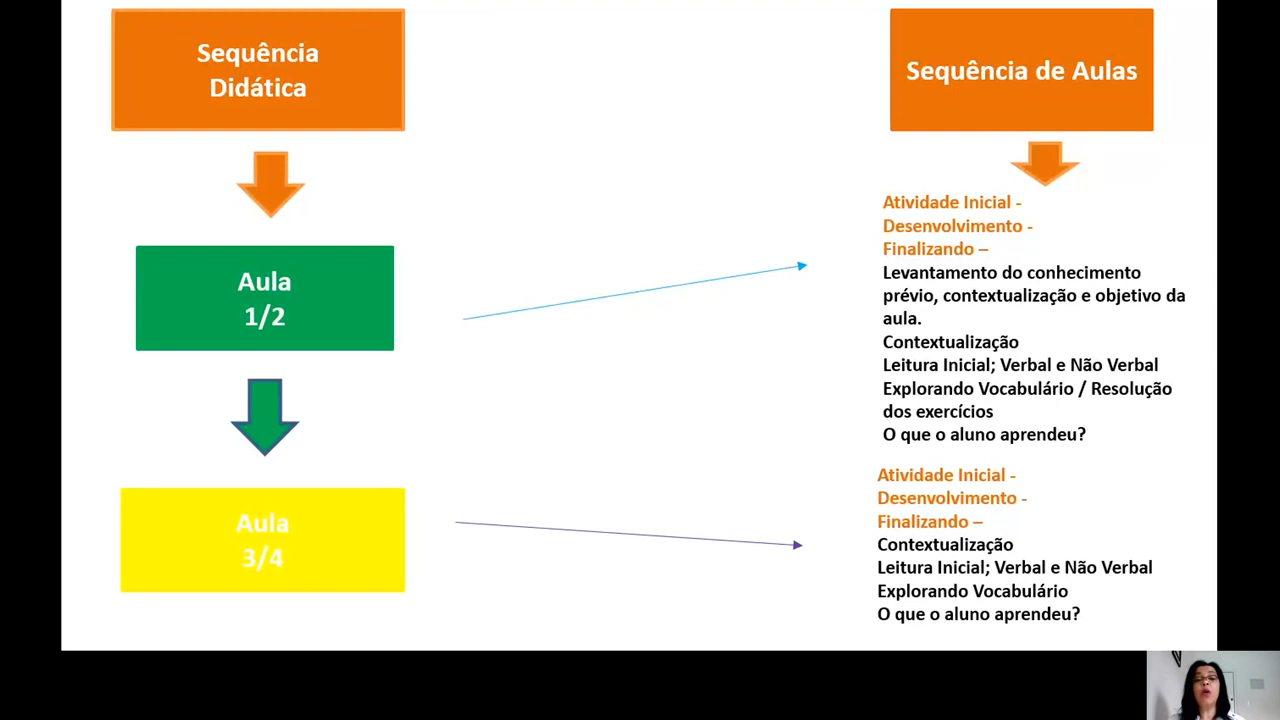 Sequência
Didática
Sequência de Aulas
Aula
1/2
Atividade Inicial -
Desenvolvimento -
Finalizando –
Levantamento do conhecimento
prévio, contextualização e objetivo da
aula.
Contextualização
Leitura Inicial; Verbal e Não Verbal
Explorando Vocabulário / Resolução
dos exercícios
O que o aluno aprendeu?
Aula
3/4
Atividade Inicial -
Desenvolvimento -
Finalizando –
Contextualização
Leitura Inicial; Verbal e Não Verbal
Explorando Vocabulário
O que o aluno aprendeu?